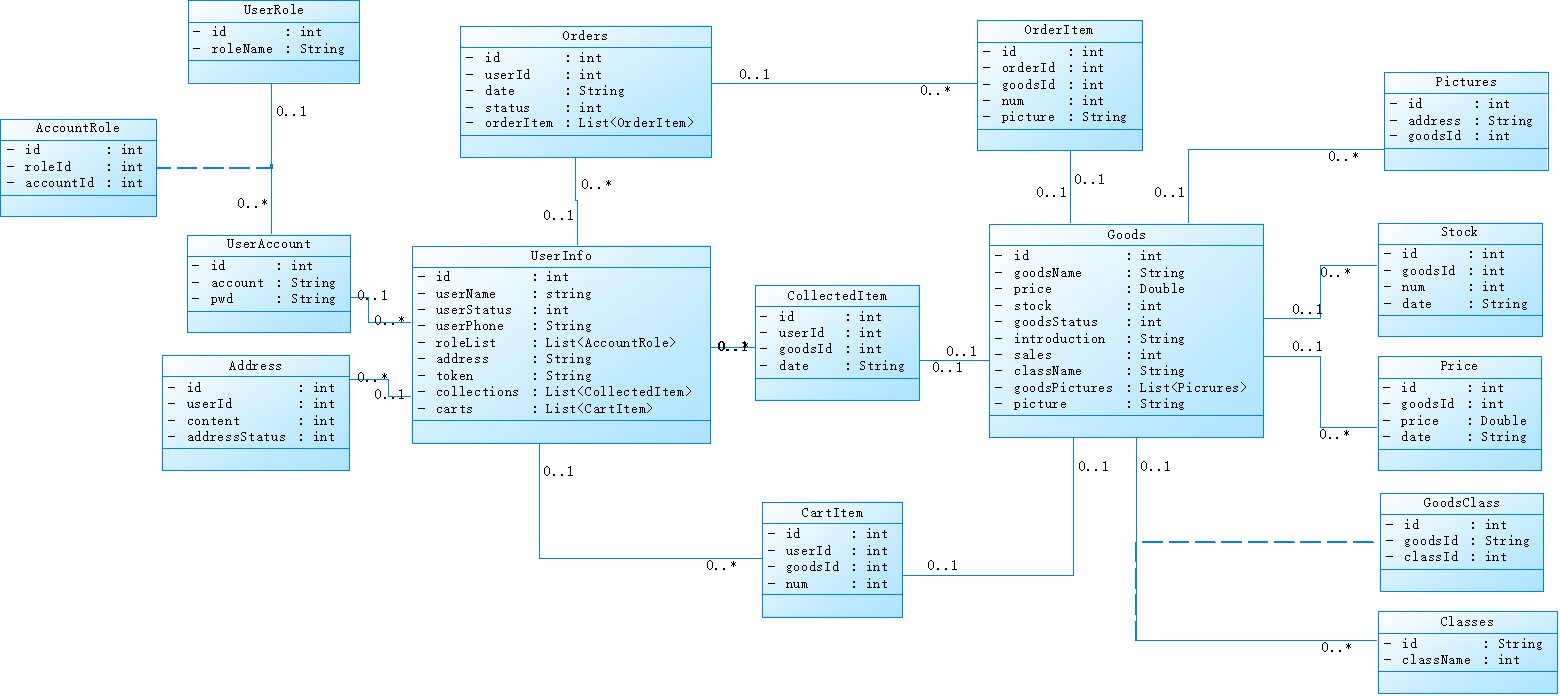 UserRole
- id : int
- roleName : String
0..1
AccountRole
- id : int
- roleId : int
- accountId : int
0..*
UserAccount
- id : int
- account : String
- pwd : String
0..1
0..*
Address
- id : int
- userId : int
- content : int
- addressStatus : int
0..*
0..1
Orders
- id : int
- userId : int
- date : String
- status : int
- orderItem : List<OrderItem>
0..1
0..*
0..*
0..1
UserInfo
- id : int
- userName : string
- userStatus : int
- userPhone : String
- roleList : List<AccountRole>
- address : String
- token : String
- collections : List<CollectedItem>
- carts : List<CartItem>
0..1
0..*
OrderItem
- id : int
- orderId : int
- goodsId : int
- num : int
- picture : String
0..1
0..1
CollectedItem
- id : int
- userId : int
- goodsId : int
- date : String
0..1
0..1
CartItem
- id : int
- userId : int
- goodsId : int
- num : int
0..1
Goods
- id : int
- goodsName : String
- price : Double
- stock : int
- goodsStatus : int
- introduction : String
- sales : int
- className : String
- goodsPictures : List<Picrures>
- picture : String
0..1
0..1
0..1
0..*
Pictures
- id : int
- address : String
- goodsId : int
0..1
0..*
Stock
- id : int
- goodsId : int
- num : int
- date : String
0..1
0..*
Price
- id : int
- goodsId : int
- price : Double
- date : String
GoodsClass
- id : int
- goodsId : String
- classId : int
0..*
Classes
- id : String
- className : int